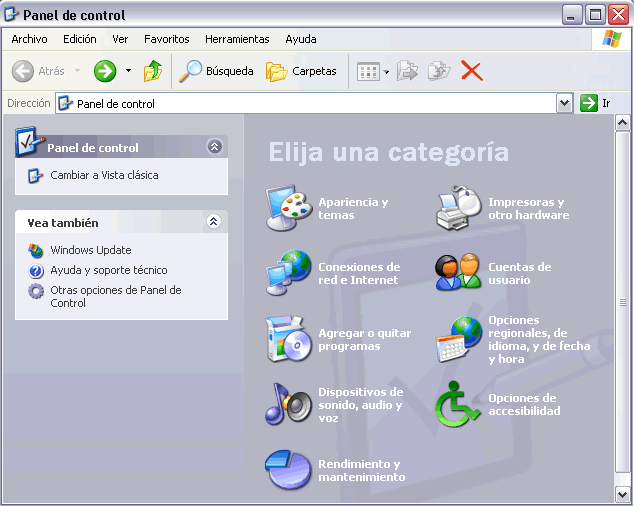 Panel de control
Archivo Edición Ver Favoritos Herramientas Ayuda
Atrás Búsqueda Carpetas
Dirección Panel de control Ir
Panel de control
Cambiar a Vista clásica
Vea también
Windows Update
Ayuda y soporte técnico
Otras opciones de Panel de
Control
Elija una categoría
Apariencia y
temas
Impresoras y
otro hardware
Conexiones de
red e Internet
Cuentas de
usuario
Agregar o quitar
programas
Opciones
regionales, de
idioma, y de fecha
y hora
Dispositivos de
sonido, audio y
voz
Opciones de
accesibilidad
Rendimiento y
mantenimiento